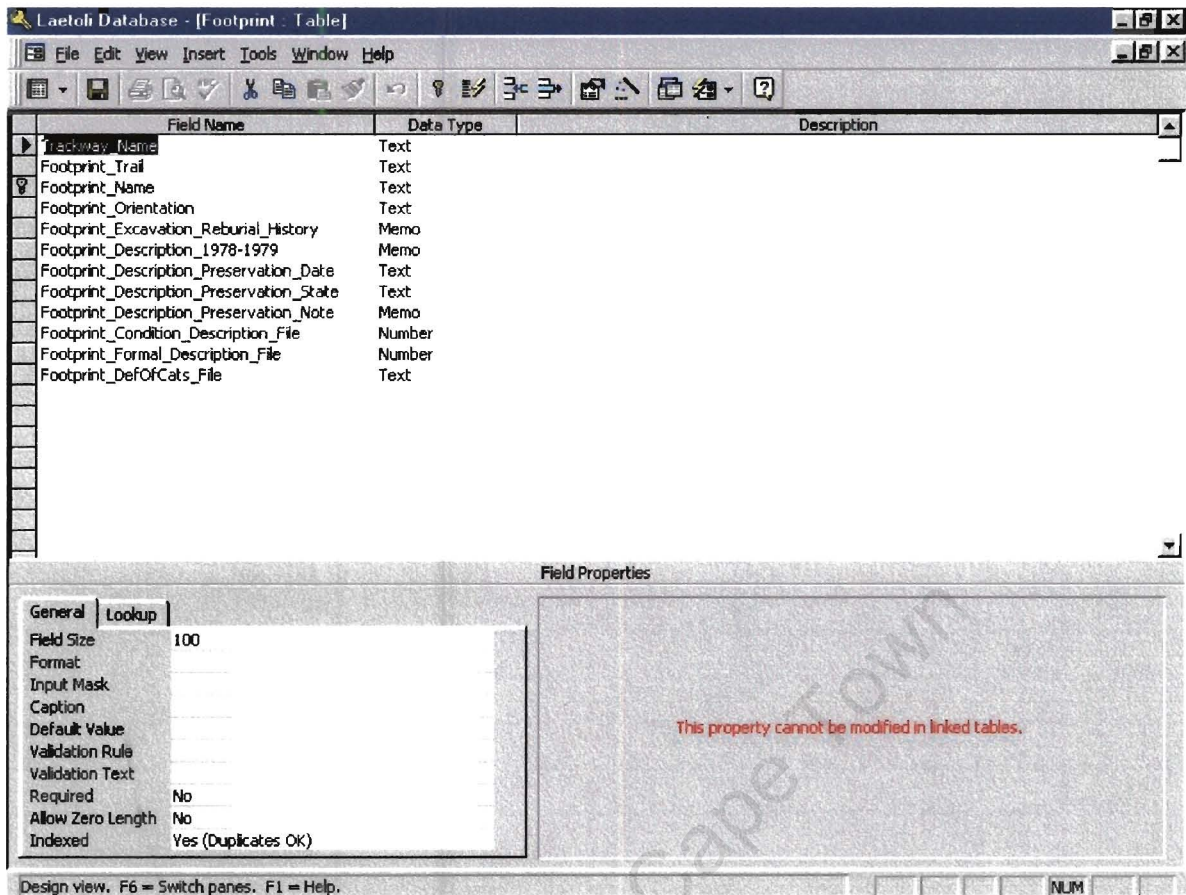 Laetoli Database - [Footprint : Table]
File Edit View Insert Tools Window Help
Field Name Data Type Description
Trackway_Name Text
Footprint_Trail Text
Footprint_Name Text
Footprint_Orientation Text
Footprint_Excavation_Reburial_History Memo
Footprint_Description_1978-1979 Memo
Footprint_Description_Preservation_Date Text
Footprint_Description_Preservation_State Text
Footprint_Description_Preservation_Note Memo
Footprint_Condition_Description_File Number
Footprint_Formal_Description_File Number
Footprint_DefOfCats_File Text
Field Properties
General Lookup
Field Size 100
Format
Input Mask
Caption
Default Value
Validation Rule
Validation Text
Required No
Allow Zero Length No
Indexed Yes (Duplicates OK)
This property cannot be modified in linked tables.
Cape Town
Design view. F6 = Switch panes. F1 = Help. NUM